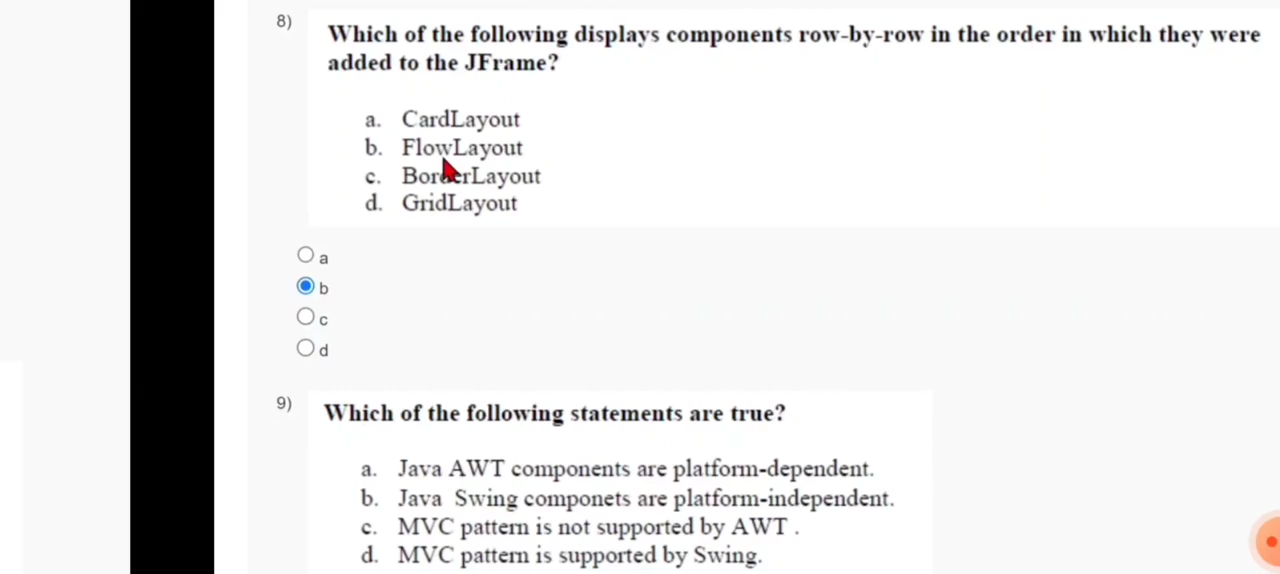 8)
Which of the following displays components row-by-row in the order in which they were
added to the JFrame?
a. CardLayout
b. FlowLayout
c. BorderLayout
d. GridLayout
a
b
c
d
9)
Which of the following statements are true?
a. Java AWT components are platform-dependent.
b. Java Swing componets are platform-independent.
c. MVC pattern is not supported by AWT .
d. MVC pattern is supported by Swing.